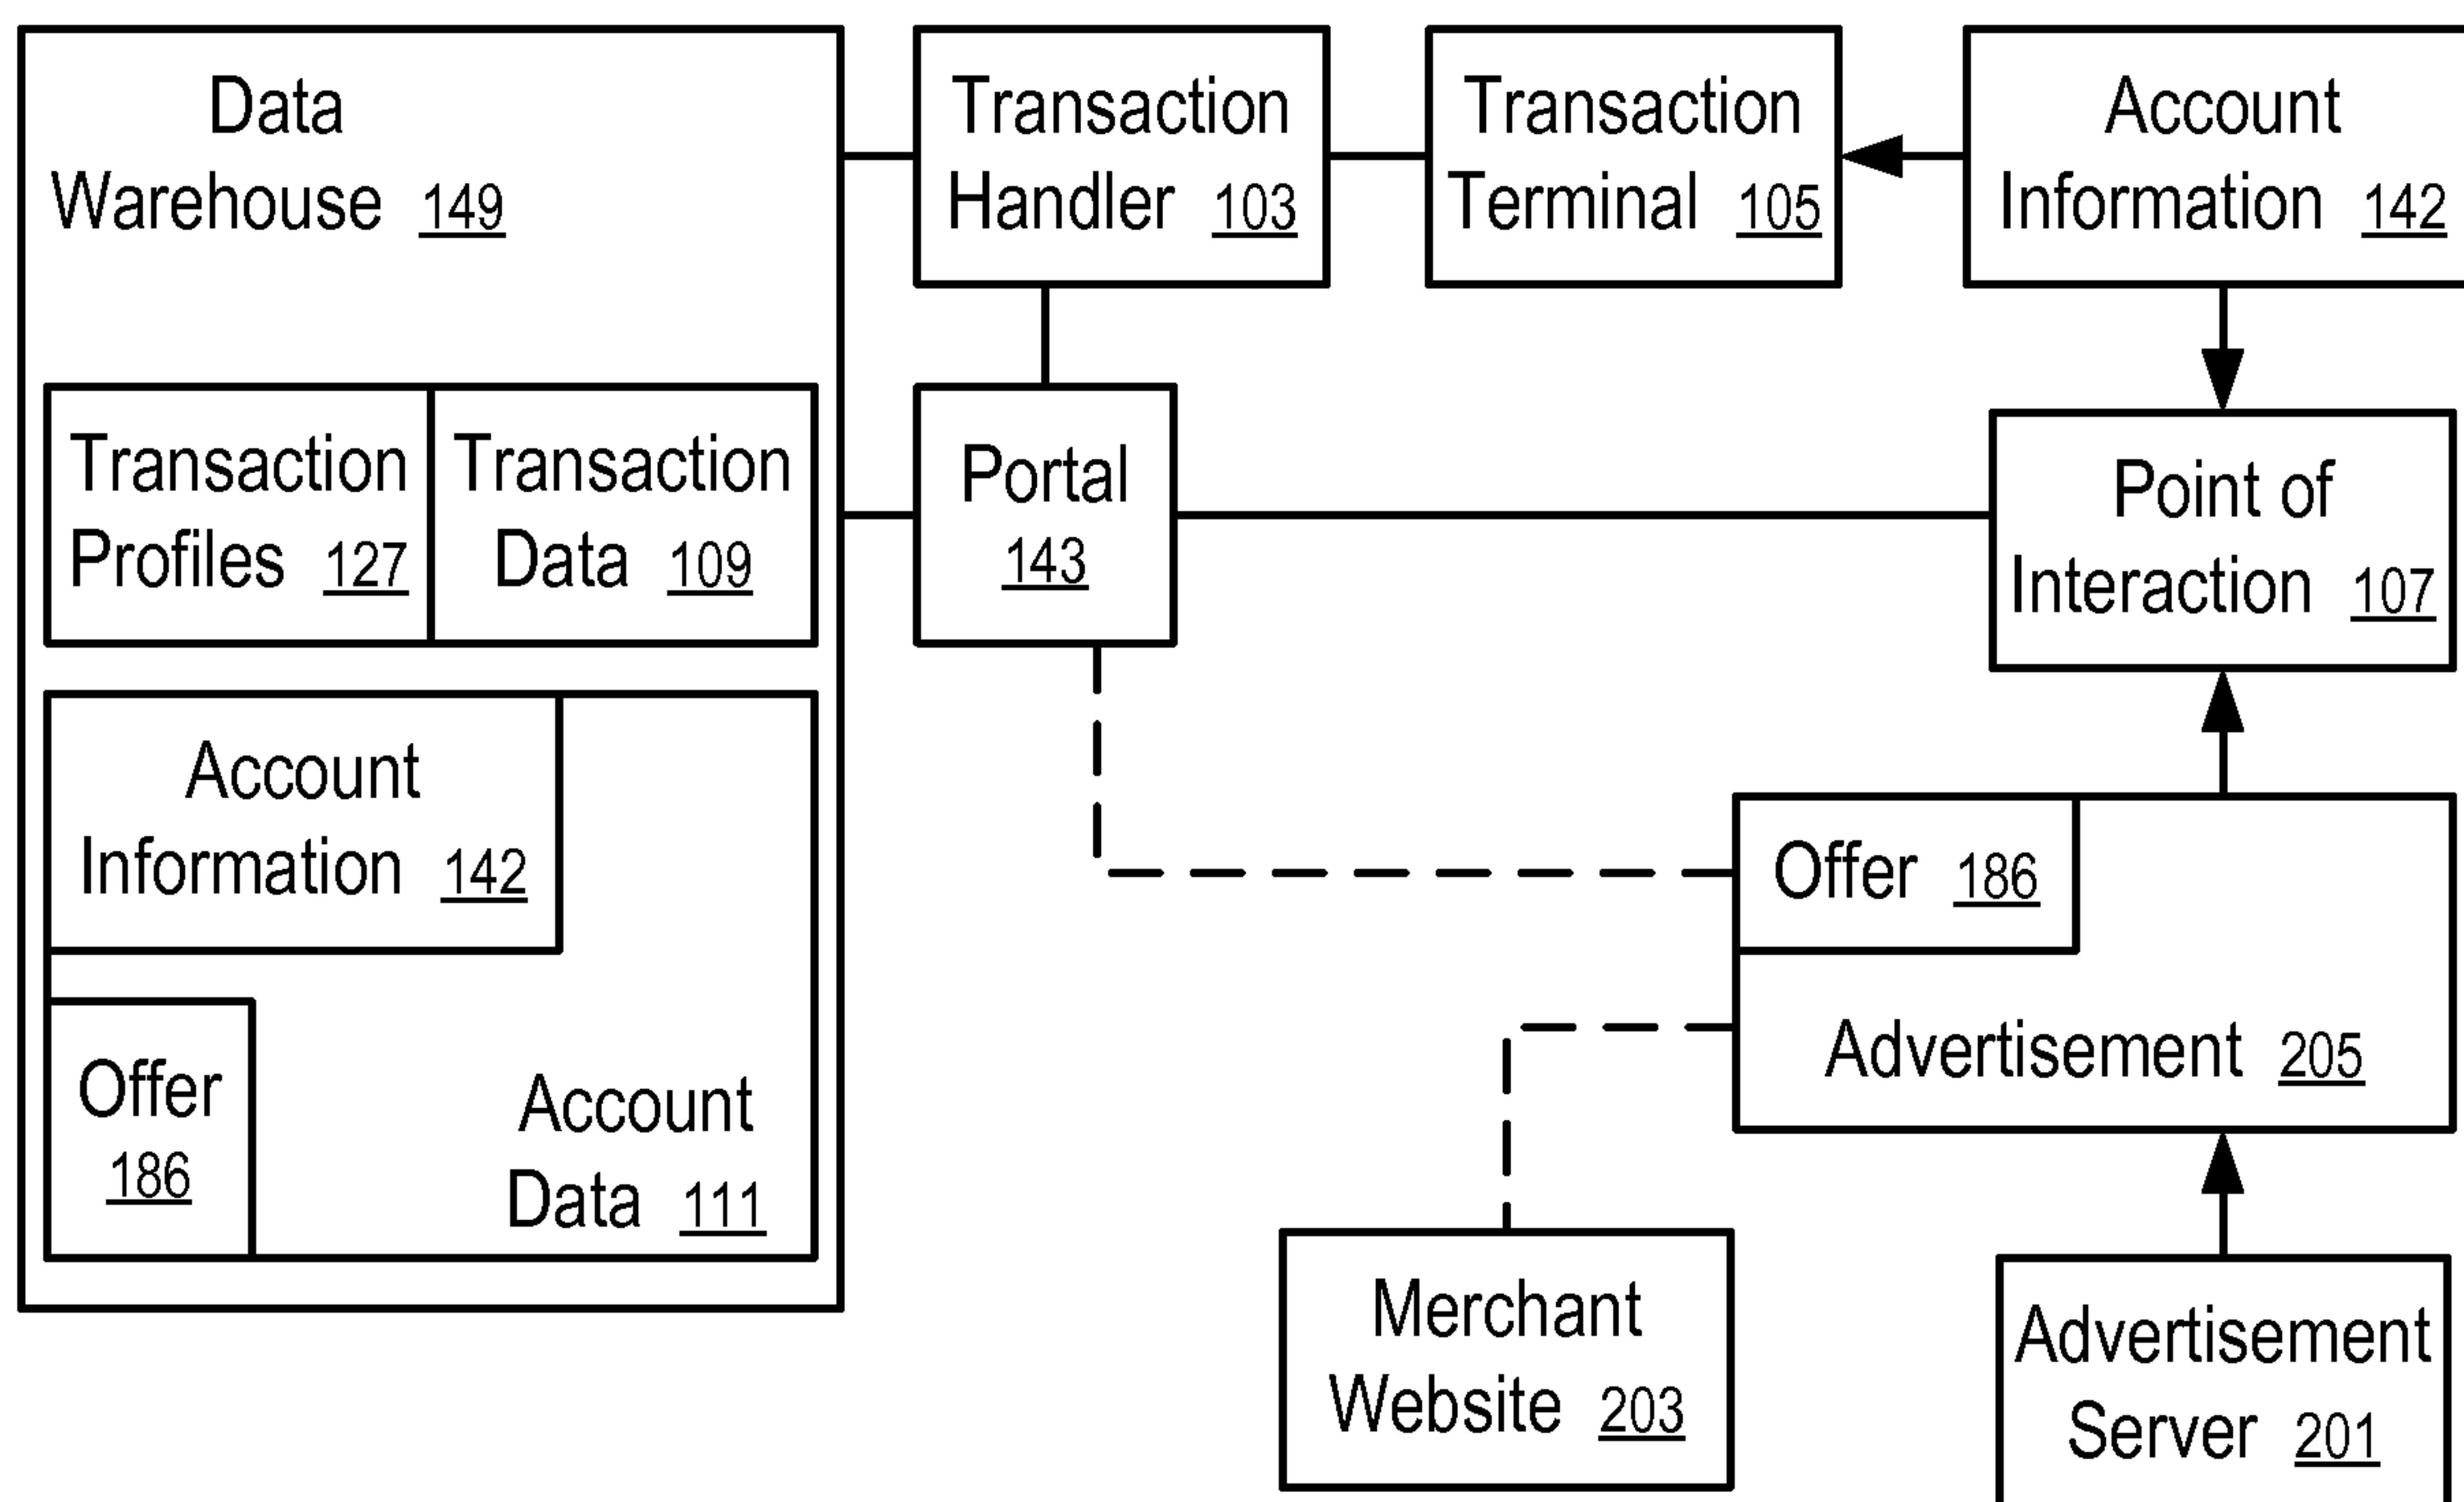 Data
Warehouse 149
Transaction
Handler 103
Transaction
Terminal 105
Account
Information 142
Transaction
Profiles 127
Transaction
Data 109
Portal
143
Point of
Interaction 107
Account
Information 142
Offer 186
Offer
186
Account
Data 111
Advertisement 205
Merchant
Website 203
Advertisement
Server 201